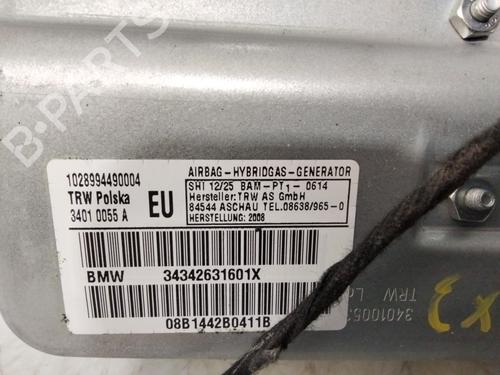 1028994490004
TRW Polska
3401 0055 A
EU
AIRBAG-HYBRIDGAS-GENERATOR
SHI 12/25 BAM-PT1-0614
Hersteller:TRW AS GmbH
84544 ASCHAU TEL.08638/965-0
HERSTELLUNG: 2008
BMW 34342631601X
08B1442B0411B
TRW
X3